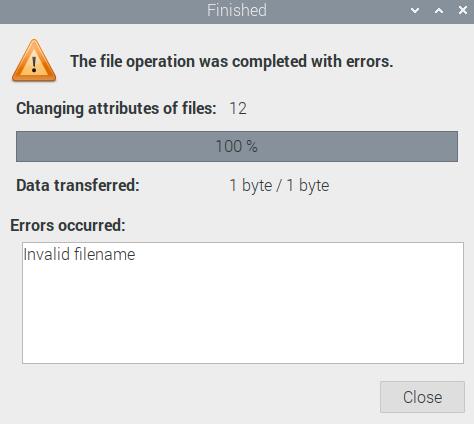 Finished
The file operation was completed with errors.
Changing attributes of files: 12
100 %
Data transferred: 1 byte / 1 byte
Errors occurred:
Invalid filename
Close